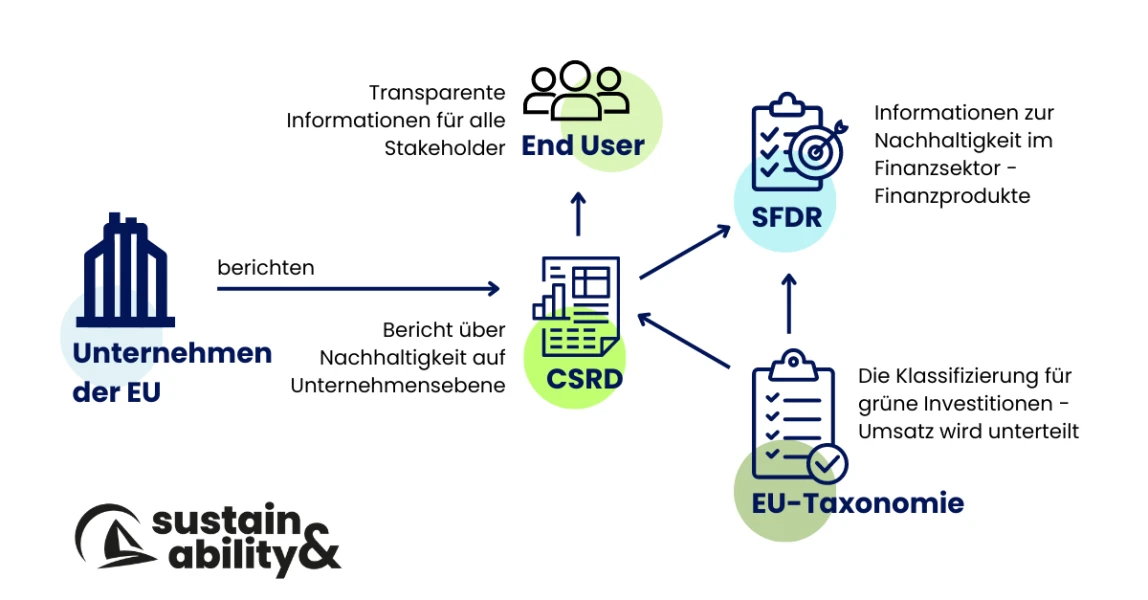 Transparente
Informationen für alle
Stakeholder
End User
Informationen zur
Nachhaltigkeit im
Finanzsektor -
Finanzprodukte
SFDR
berichten
Unternehmen
der EU
Bericht über
Nachhaltigkeit auf
Unternehmensebene
CSRD
Die Klassifizierung für
grüne Investitionen -
Umsatz wird unterteilt
EU-Taxonomie
sustain
ability&